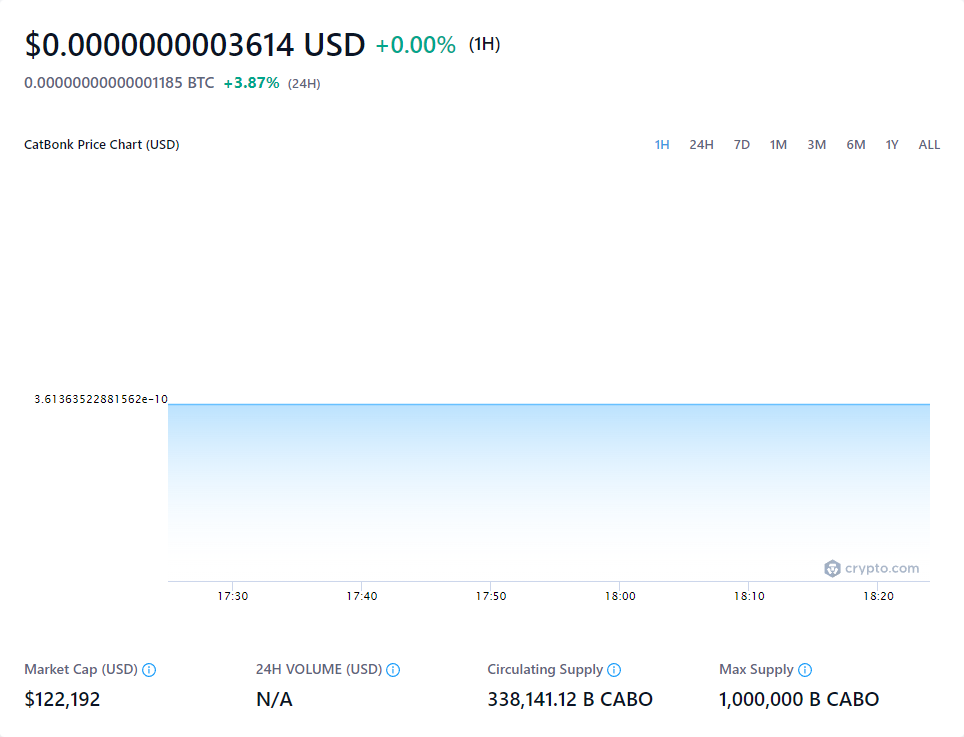 $0.0000000003614 USD +0.00% (1H)
0.00000000000001185 BTC +3.87% (24H)
CatBonk Price Chart (USD) 1H 24H 7D 1M 3M 6M 1Y ALL
3.61363522881562e-10
crypto.com
17:30 17:40 17:50 18:00 18:10 18:20
Market Cap (USD) 24H VOLUME (USD) Circulating Supply Max Supply
$122,192 N/A 338,141.12 B CABO 1,000,000 B CABO